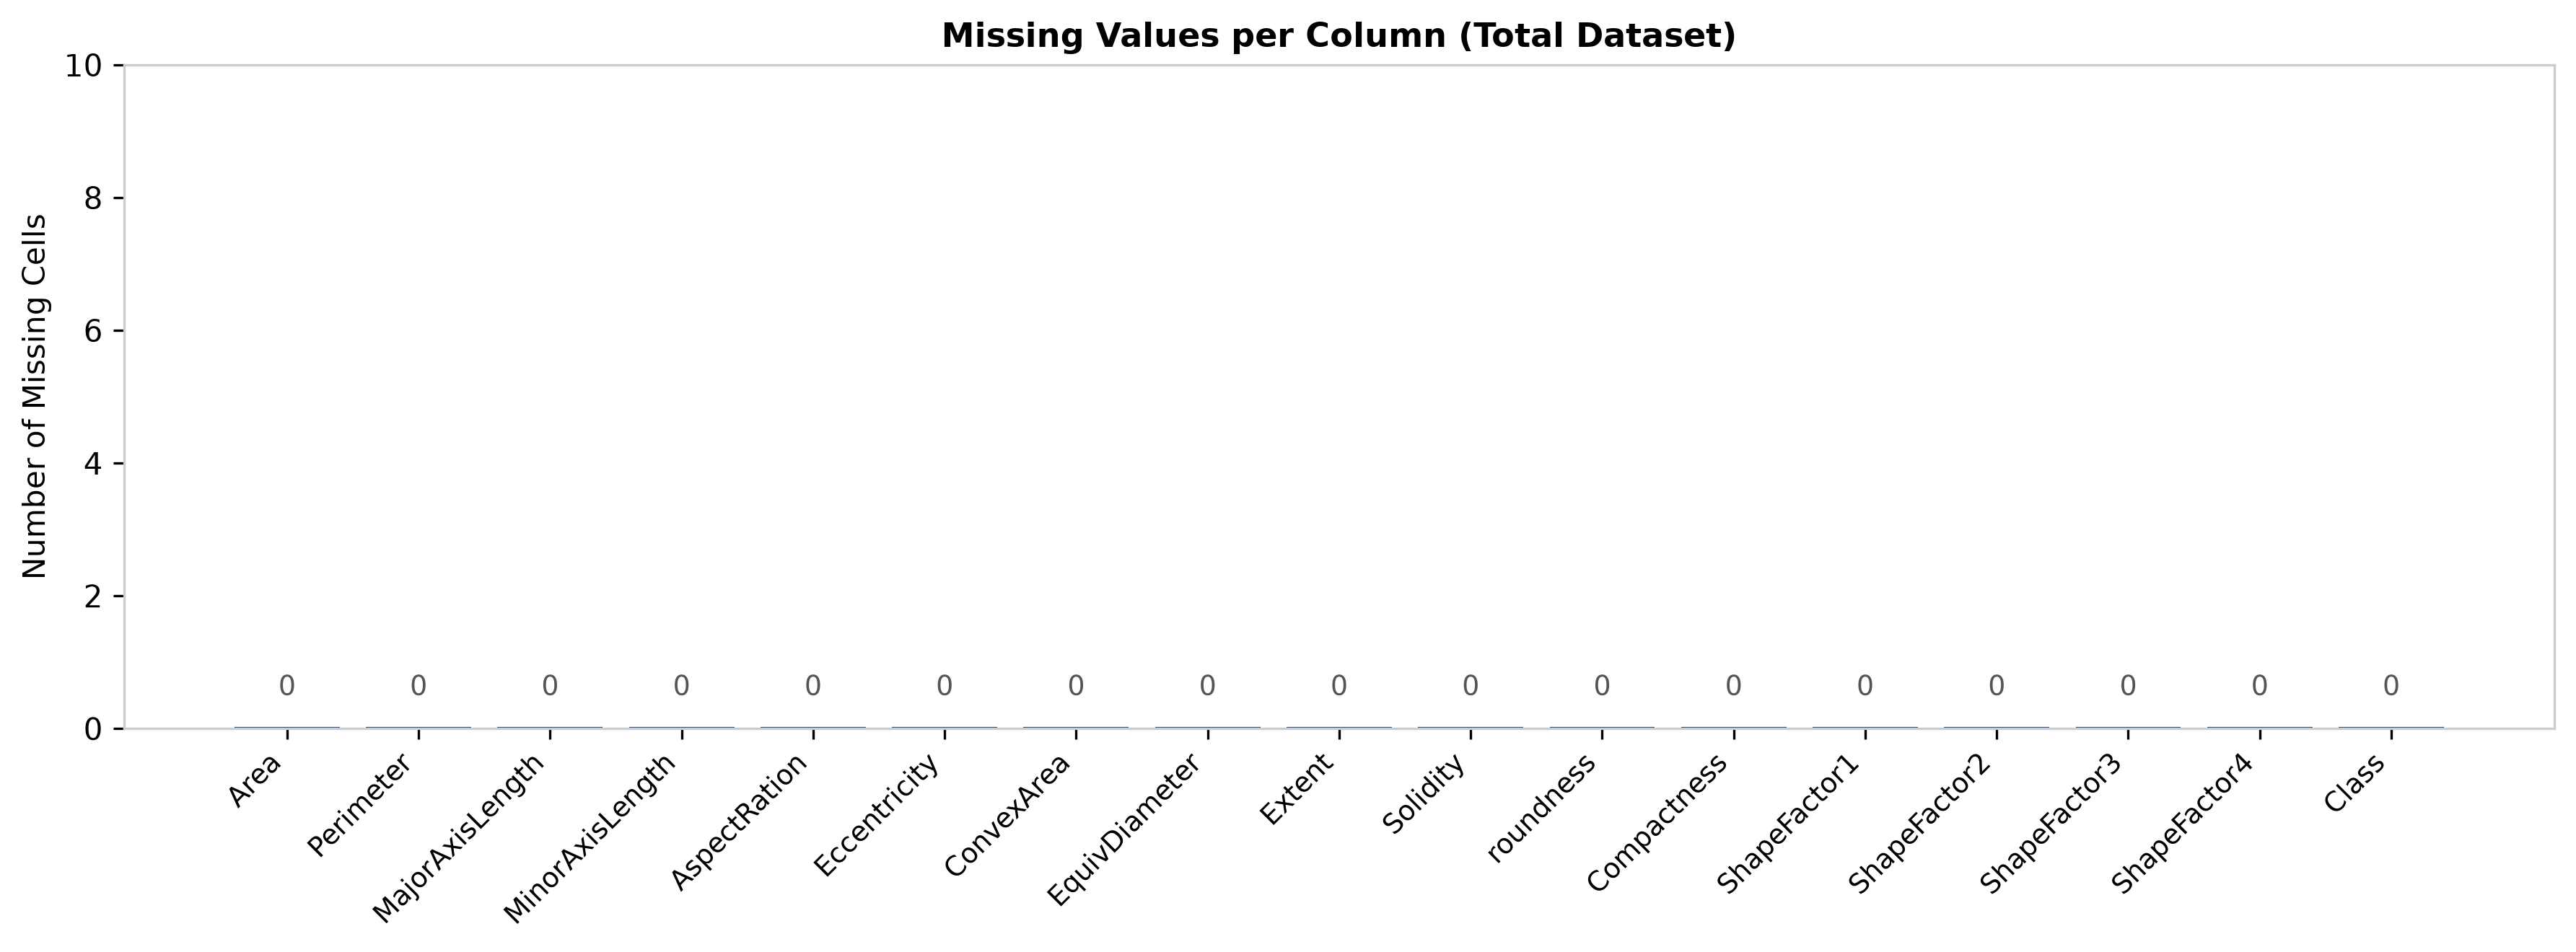 Missing Values per Column (Total Dataset)
Number of Missing Cells
10
8
6
4
2
0
0 0 0 0 0 0 0 0 0 0 0 0 0 0 0 0 0
Area
Perimeter
MajorAxisLength
MinorAxisLength
AspectRation
Eccentricity
ConvexArea
EquivDiameter
Extent
Solidity
roundness
Compactness
ShapeFactor1
ShapeFactor2
ShapeFactor3
ShapeFactor4
Class